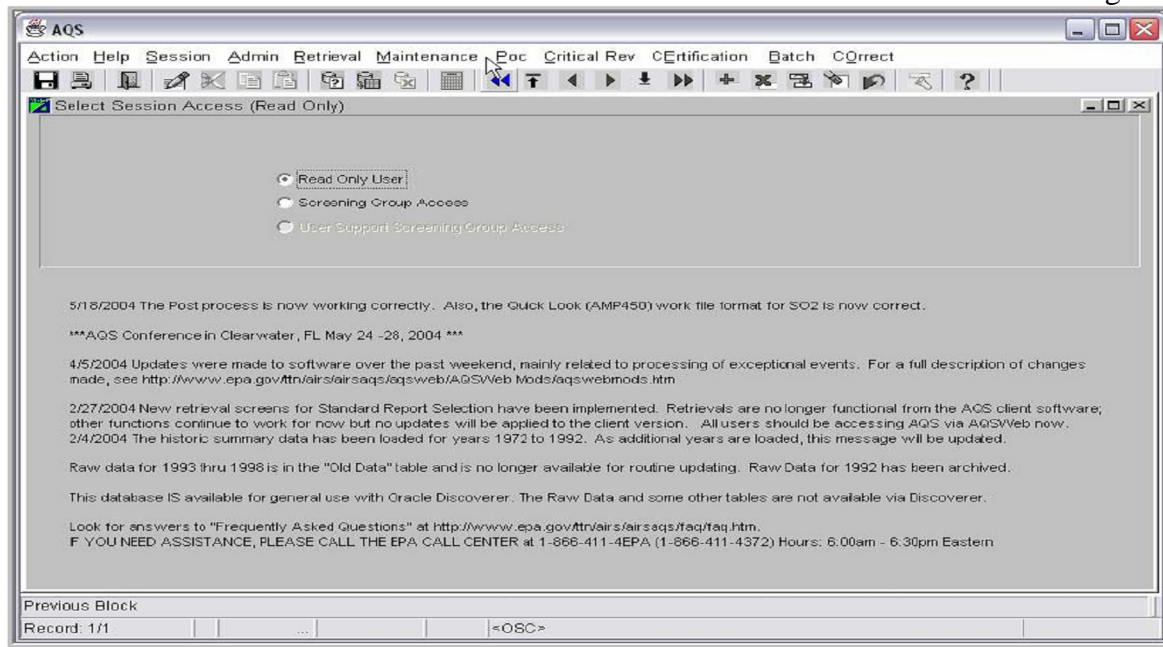 AQS
Action Help Session Admin Retrieval Maintenance Poc Critical Rev CErtification Batch COrrect
Select Session Access (Read Only)
Read Only User
Screening Group Access
User Support Screening Group Access
5/18/2004 The Post process is now working correctly. Also, the Quick Look (AMP450) work file format for SO2 is now correct.
***AQS Conference in Clearwater, FL May 24 -28, 2004 ***
4/5/2004 Updates were made to software over the past weekend, mainly related to processing of exceptional events. For a full description of changes
made, see http://www.epa.gov/ttn/airs/airsaqs/aqsweb/AQSWeb Mods/aqswebmods.htm
2/27/2004 New retrieval screens for Standard Report Selection have been implemented. Retrievals are no longer functional from the AQS client software;
other functions continue to work for now but no updates will be applied to the client version. All users should be accessing AQS via AQSWeb now.
2/4/2004 The historic summary data has been loaded for years 1972 to 1992. As additional years are loaded, this message will be updated.
Raw data for 1993 thru 1998 is in the "Old Data" table and is no longer available for routine updating. Raw Data for 1992 has been archived.
This database IS available for general use with Oracle Discoverer. The Raw Data and some other tables are not available via Discoverer.
Look for answers to "Frequently Asked Questions" at http://www.epa.gov/ttn/airs/airsaqs/faq/faq.htm.
IF YOU NEED ASSISTANCE, PLEASE CALL THE EPA CALL CENTER at 1-866-411-4EPA (1-866-411-4372) Hours: 6:00am - 6:30pm Eastern
Previous Block
Record: 1/1 ... <OSC>